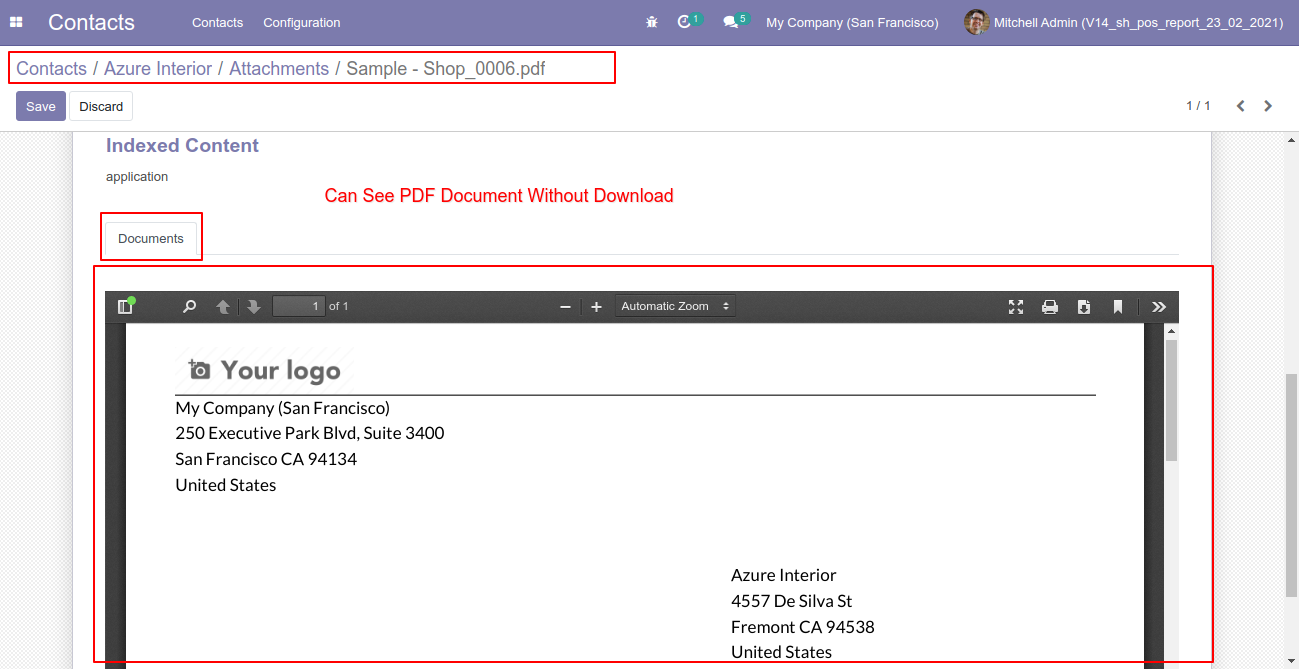 Contacts Contacts Configuration 1 5 My Company (San Francisco) Mitchell Admin (V14_sh_pos_report_23_02_2021)
Contacts / Azure Interior / Attachments / Sample - Shop_0006.pdf
Save Discard 1 / 1
Indexed Content
application
Can See PDF Document Without Download
Documents
1 of 1 Automatic Zoom
Your logo
My Company (San Francisco)
250 Executive Park Blvd, Suite 3400
San Francisco CA 94134
United States
Azure Interior
4557 De Silva St
Fremont CA 94538
United States